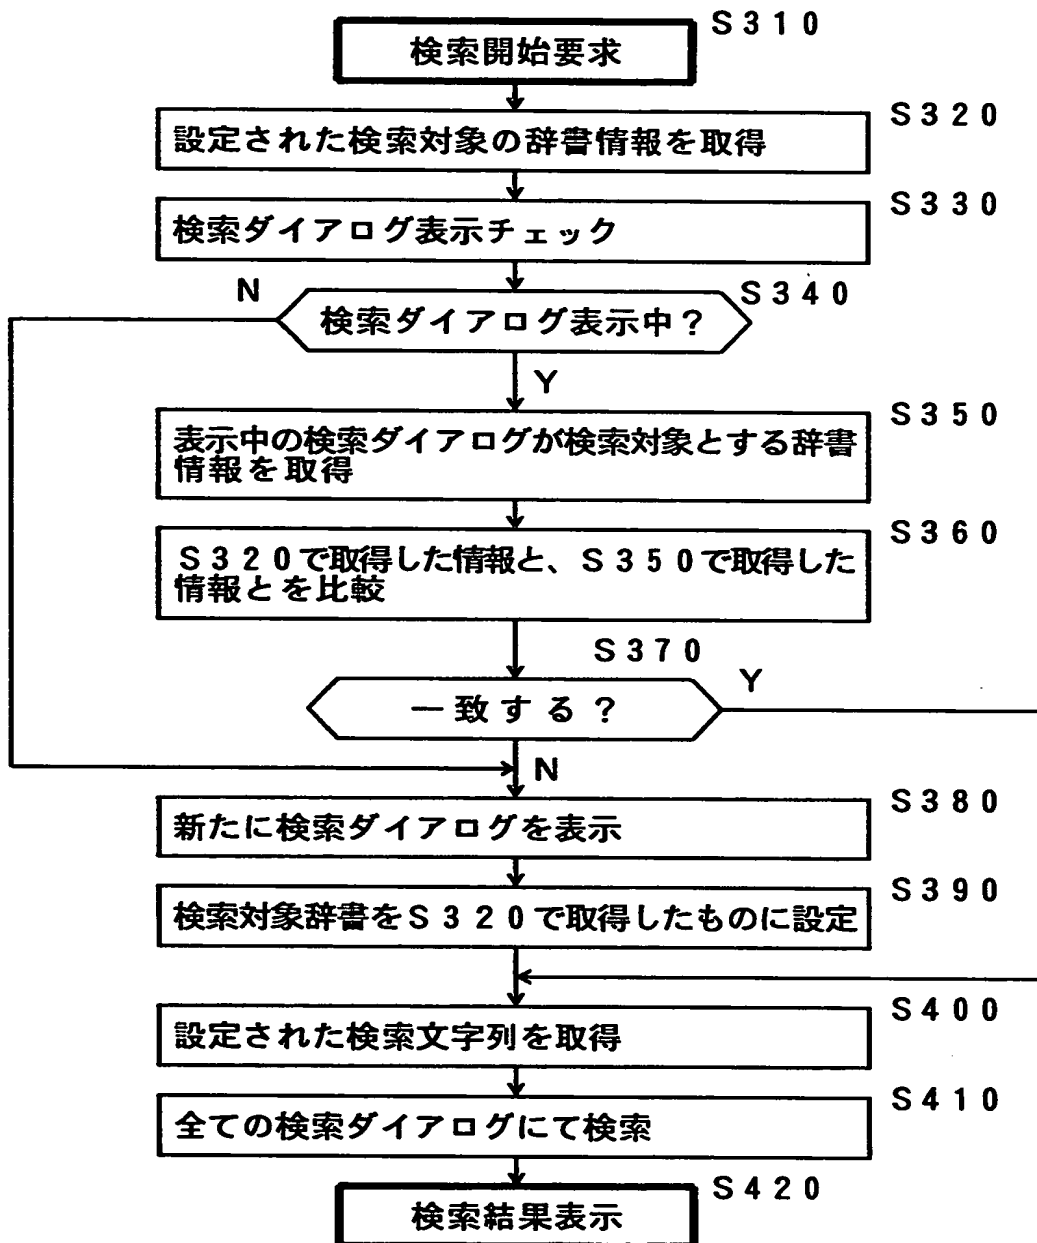 S310
検索開始要求
S320
設定された検索対象の辞書情報を取得
S330
検索ダイアログ表示チェック
N
S340
検索ダイアログ表示中?
Y
S350
表示中の検索ダイアログが検索対象とする辞書
情報を取得
S360
S320で取得した情報と、S350で取得した
情報とを比較
S370
一致する?
Y
N
S380
新たに検索ダイアログを表示
S390
検索対象辞書をS320で取得したものに設定
S400
設定された検索文字列を取得
S410
全ての検索ダイアログにて検索
S420
検索結果表示